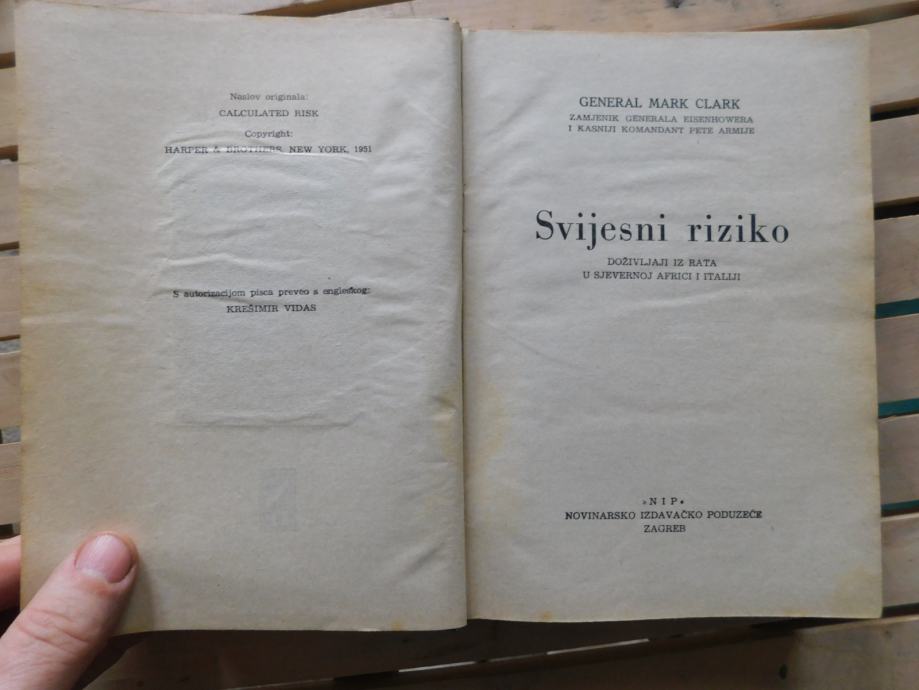 Naslov originala:
CALCULATED RISK
Copyright:
HARPER & BROTHERS, NEW YORK, 1951
S autorizacijom pisca preveo s engleskog:
KREŠIMIR VIDAS
GENERAL MARK CLARK
ZAMJENIK GENERALA EISENHOWERA
I KASNIJI KOMANDANT PETE ARMIJE
Svijesni riziko
DOŽIVLJAJI IZ RATA
U SJEVERNOJ AFRICI I ITALIJI
»NIP«
NOVINARSKO IZDAVAČKO PODUZEĆE
ZAGREB